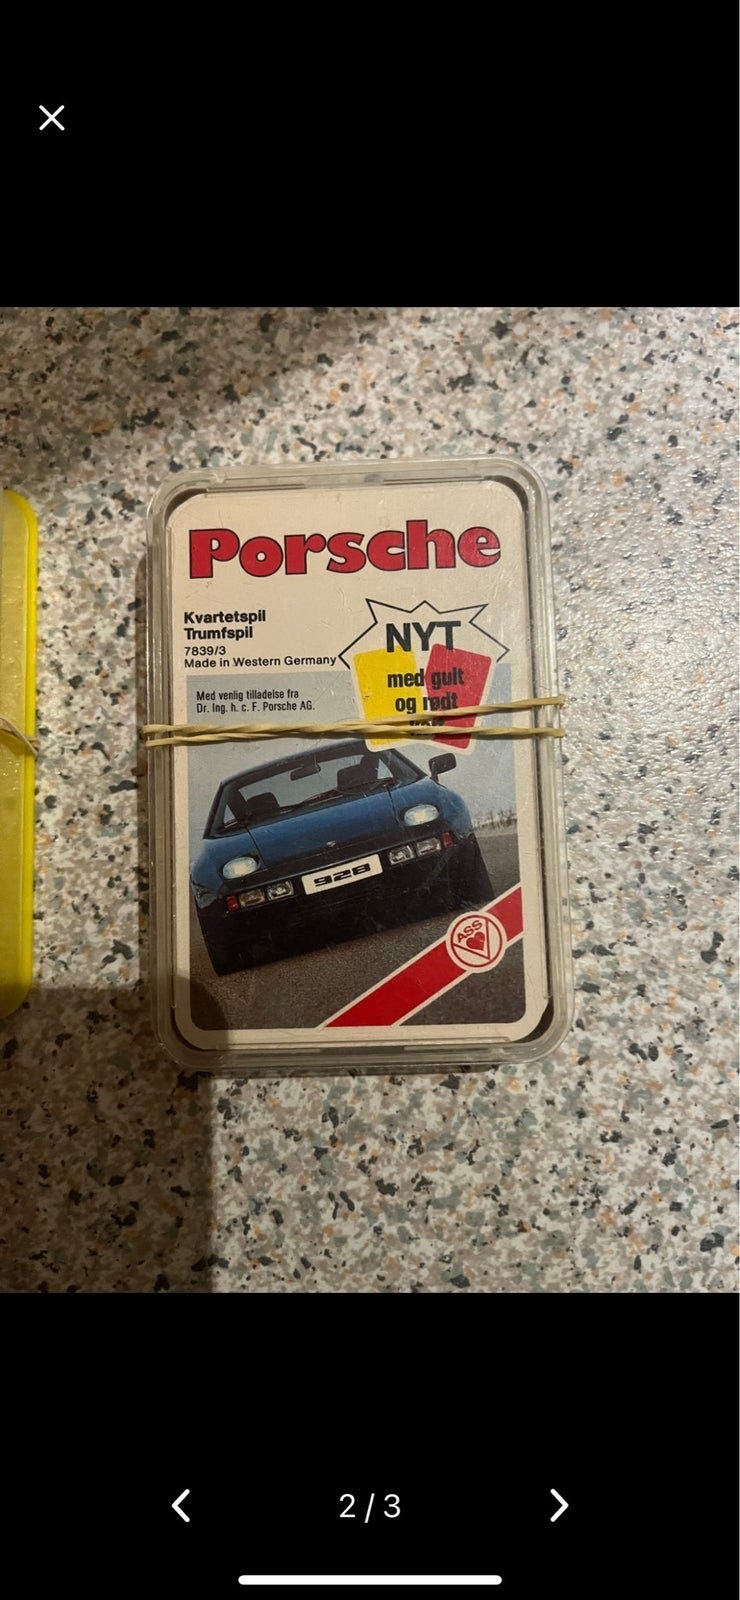 Porsche
Kvartetspil
Trumfspil
7839/3
Made in Western Germany
NYT
med gult
og rødt
Med venlig tilladelse fra
Dr. Ing. h. c. F. Porsche AG.
928
ASS
2 / 3